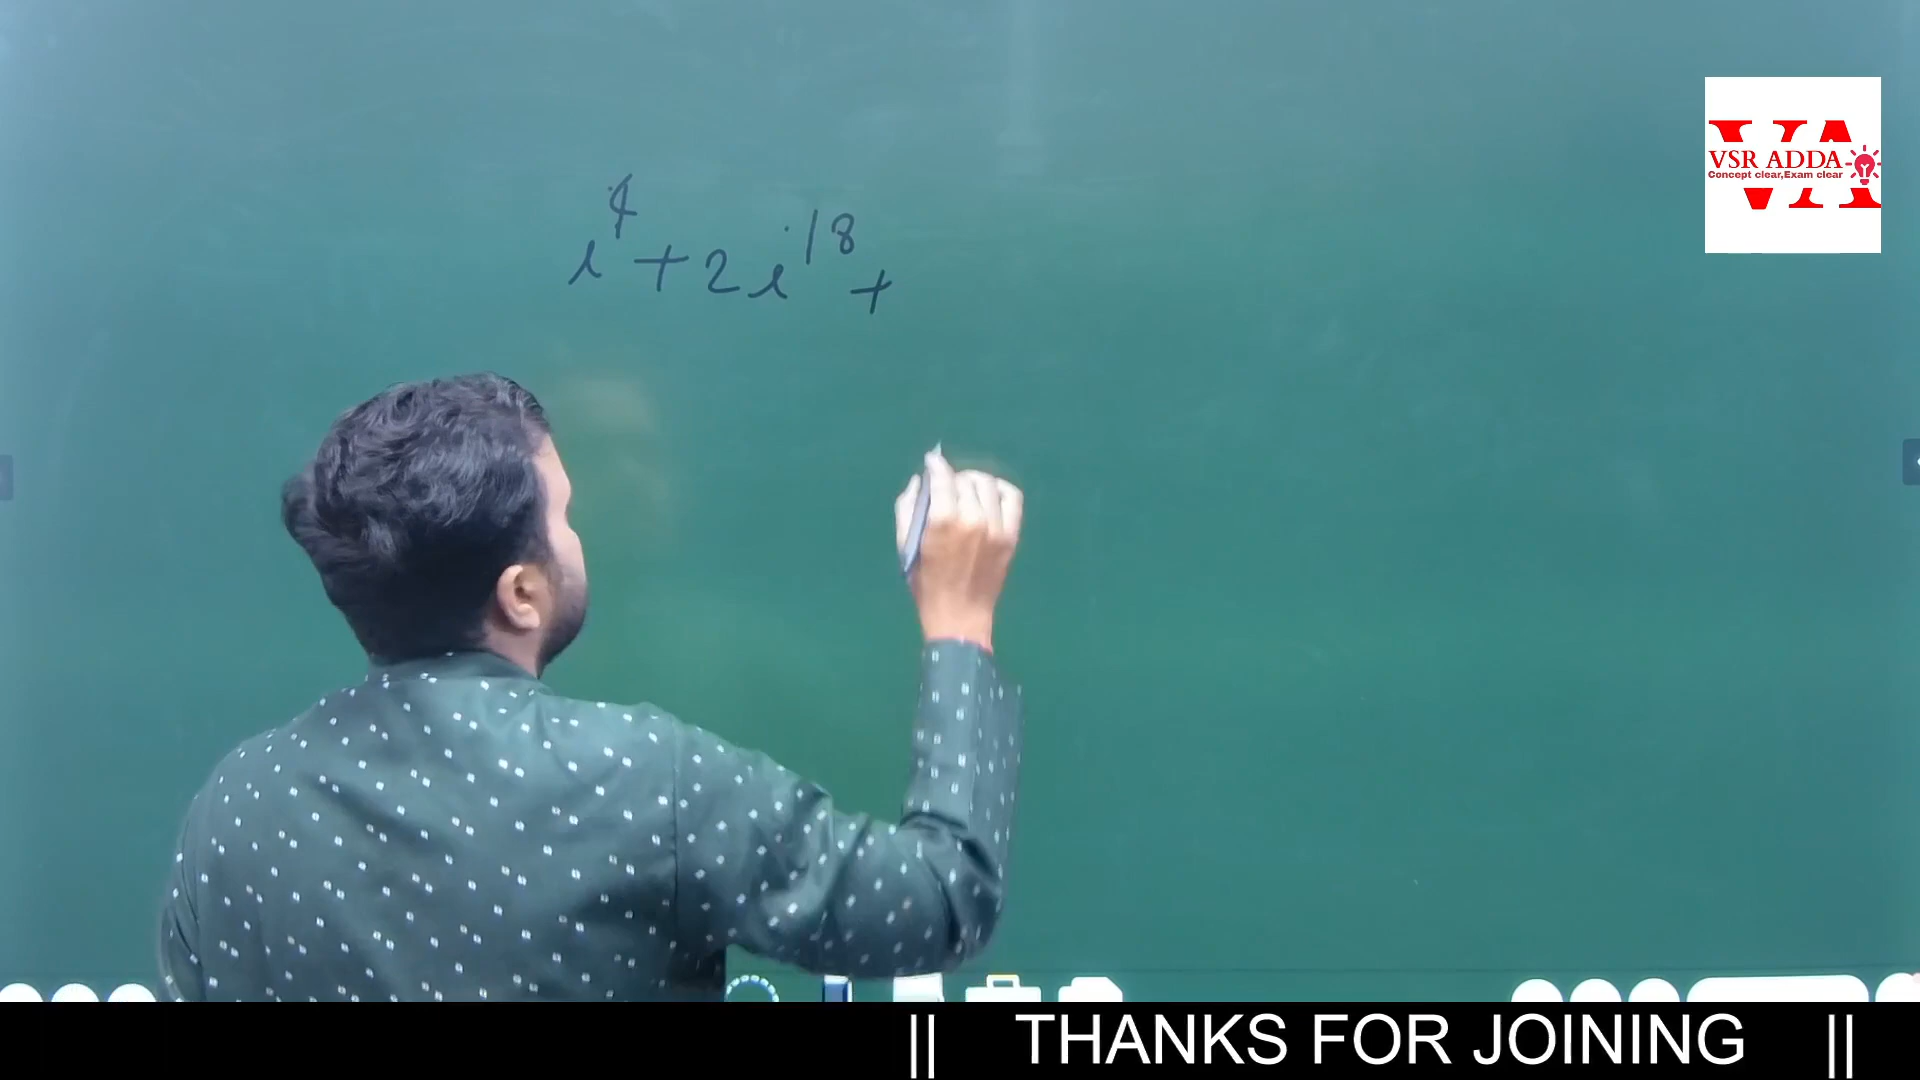 i⁴ + 2i¹⁸ +
VSR ADDA
Concept clear,Exam clear
|| THANKS FOR JOINING ||